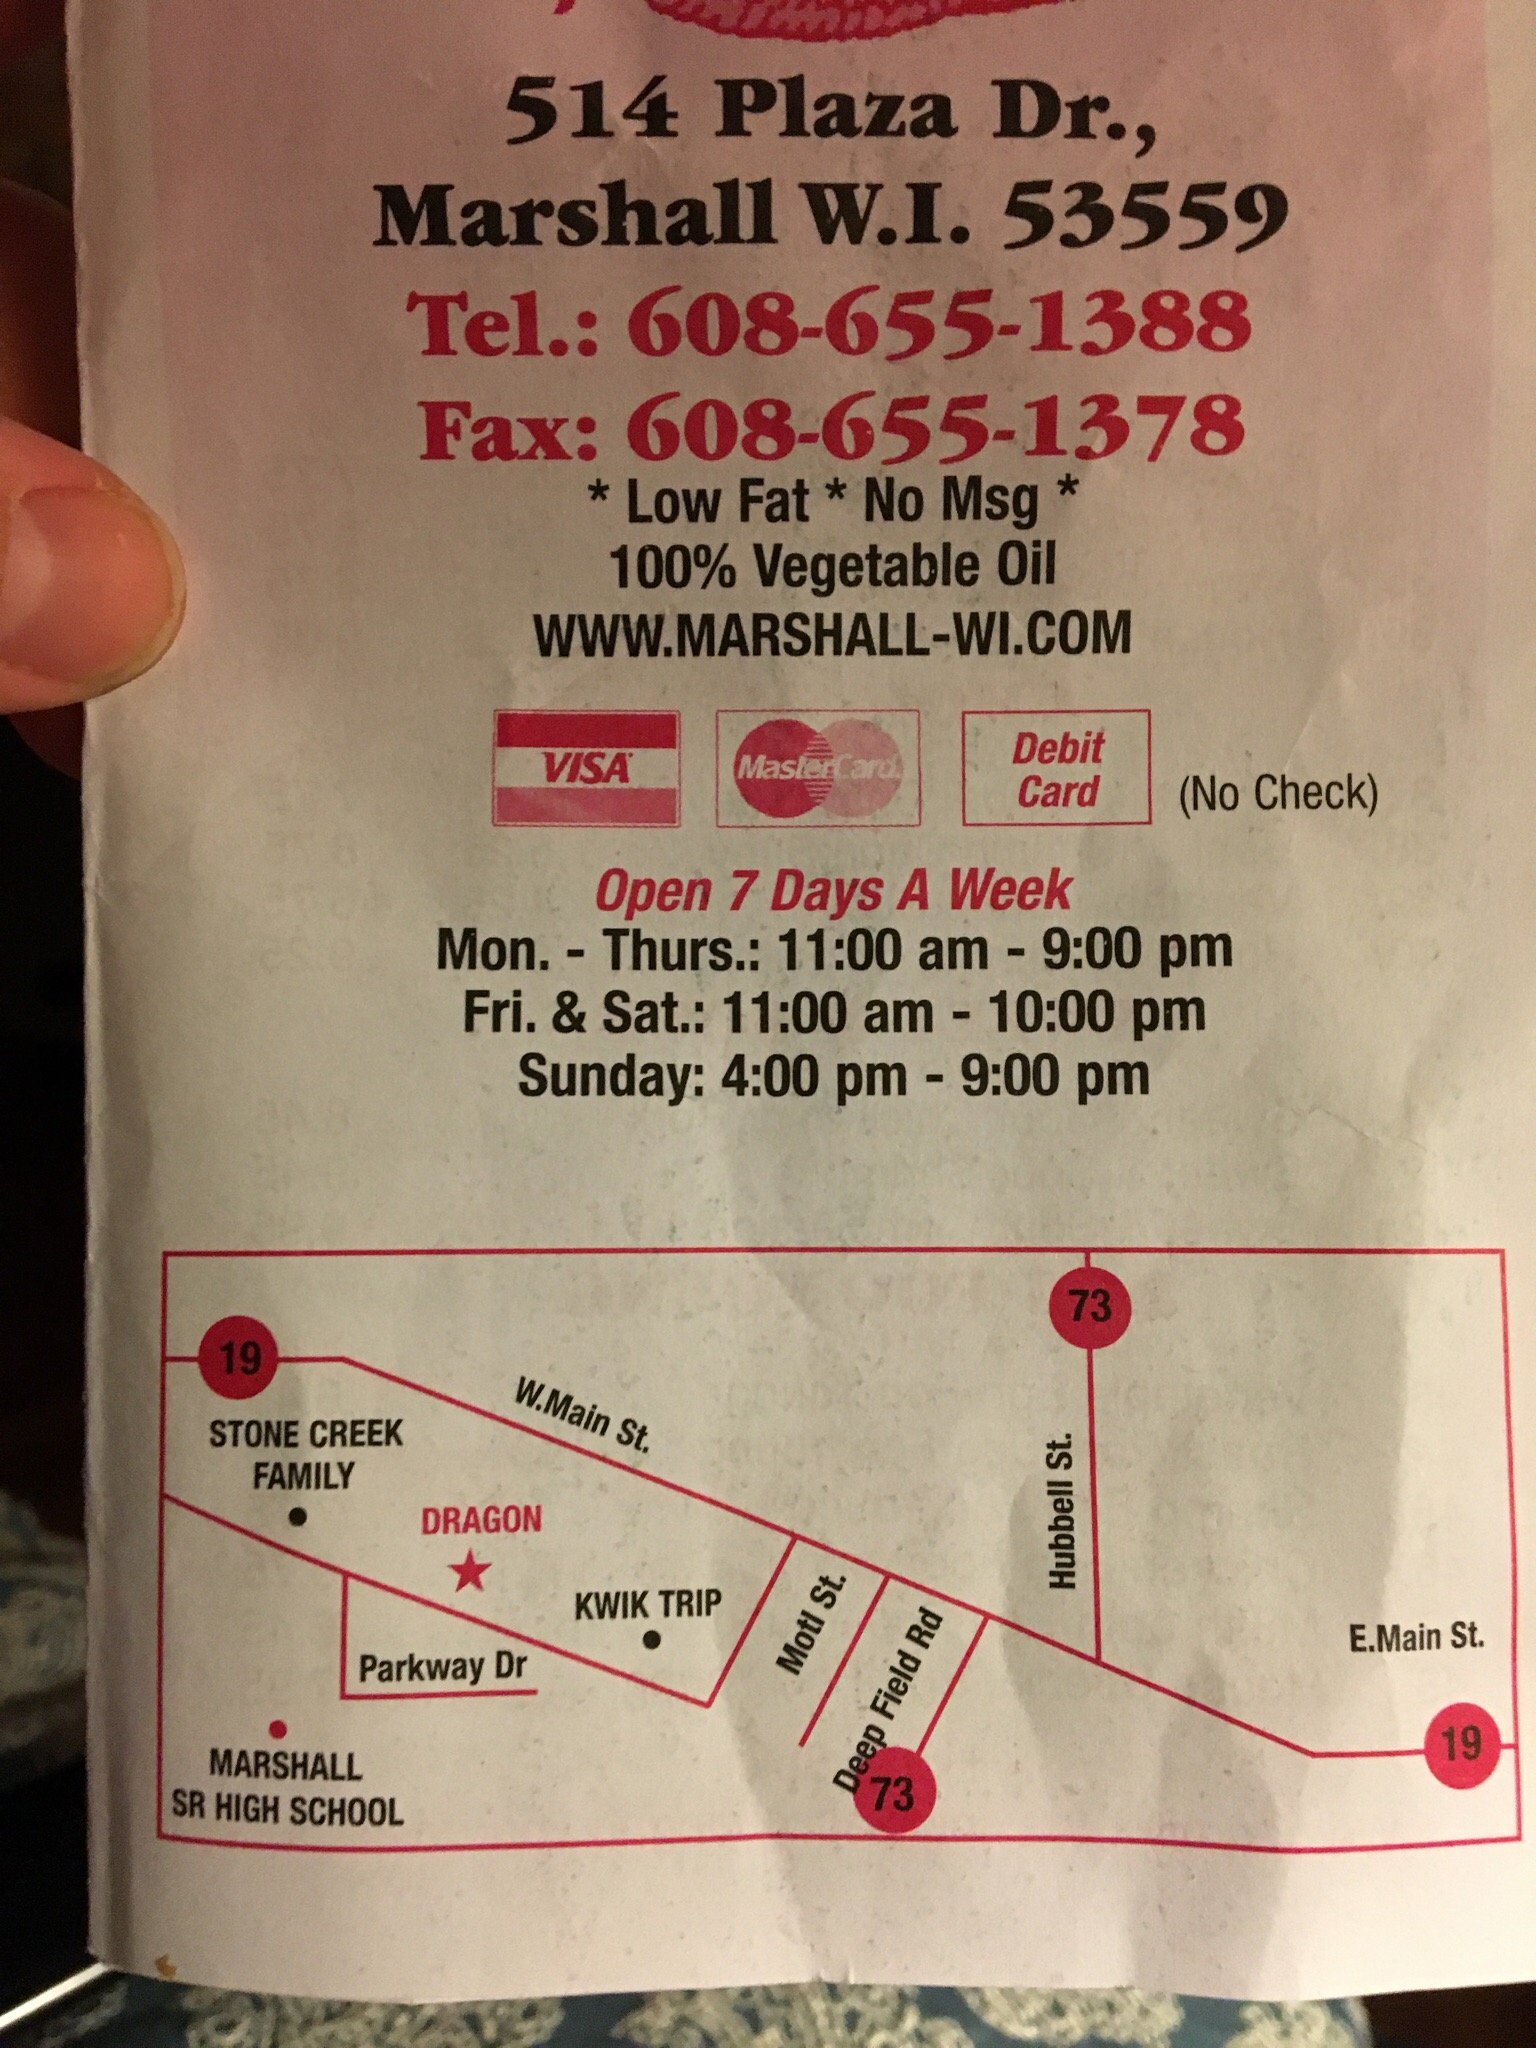 514 Plaza Dr.,
Marshall W.I. 53559
Tel.: 608-655-1388
Fax: 608-655-1378
* Low Fat * No Msg *
100% Vegetable Oil
WWW.MARSHALL-WI.COM
VISA MasterCard Debit Card (No Check)
Open 7 Days A Week
Mon. - Thurs.: 11:00 am - 9:00 pm
Fri. & Sat.: 11:00 am - 10:00 pm
Sunday: 4:00 pm - 9:00 pm
73
19
W.Main St.
STONE CREEK
FAMILY
DRAGON
Hubbell St.
KWIK TRIP
Motl St.
Deep Field Rd
E.Main St.
Parkway Dr
19
73
MARSHALL
SR HIGH SCHOOL